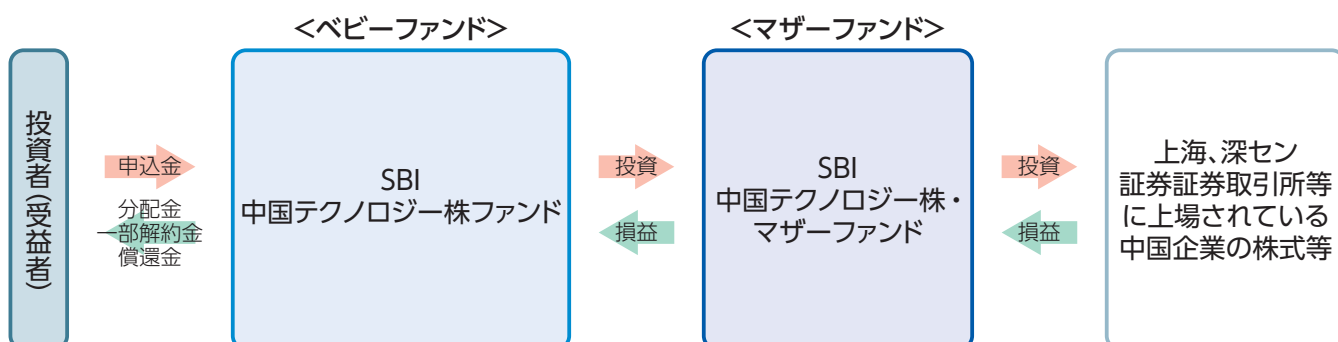 <ベビーファンド>
<マザーファンド>
投資者(受益者)
申込金
分配金
一部解約金
償還金
SBI
中国テクノロジー株ファンド
投資
損益
SBI
中国テクノロジー株・
マザーファンド
投資
損益
上海、深セン
証券証券取引所等
に上場されている
中国企業の株式等